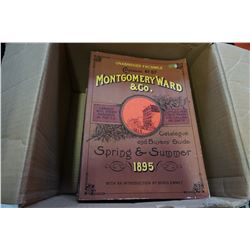 UNABRIDGED FACSIMILE
MONTGOMERY WARD
& CO.
Catalogue
and Buyers' Guide
Spring & Summer
1895
WITH AN INTRODUCTION BY BORIS EMMET